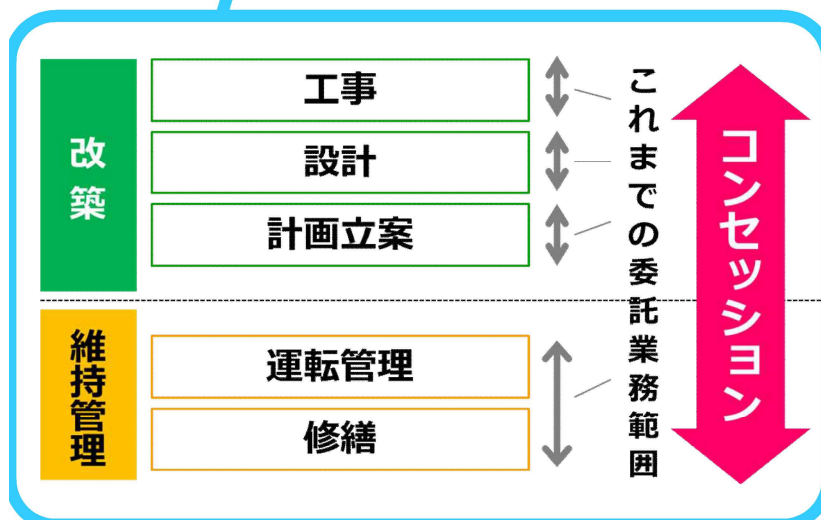 改築
工事
設計
計画立案
維持管理
運転管理
修繕
これまでの委託業務範囲
コンセッション